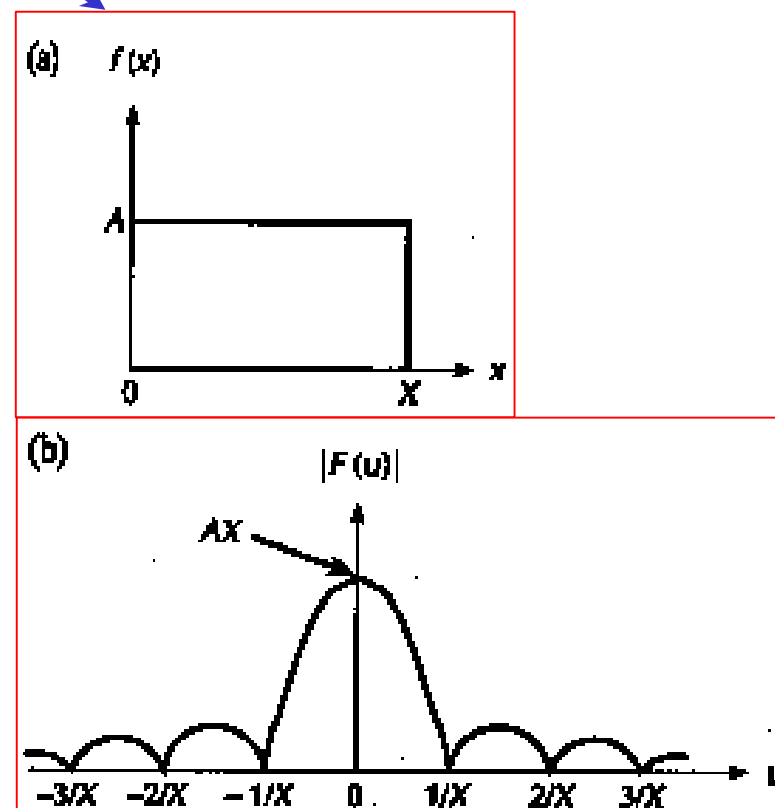 (a) f(x)
A
0 X x
(b)
|F(u)|
AX
-3/X -2/X -1/X 0 1/X 2/X 3/X